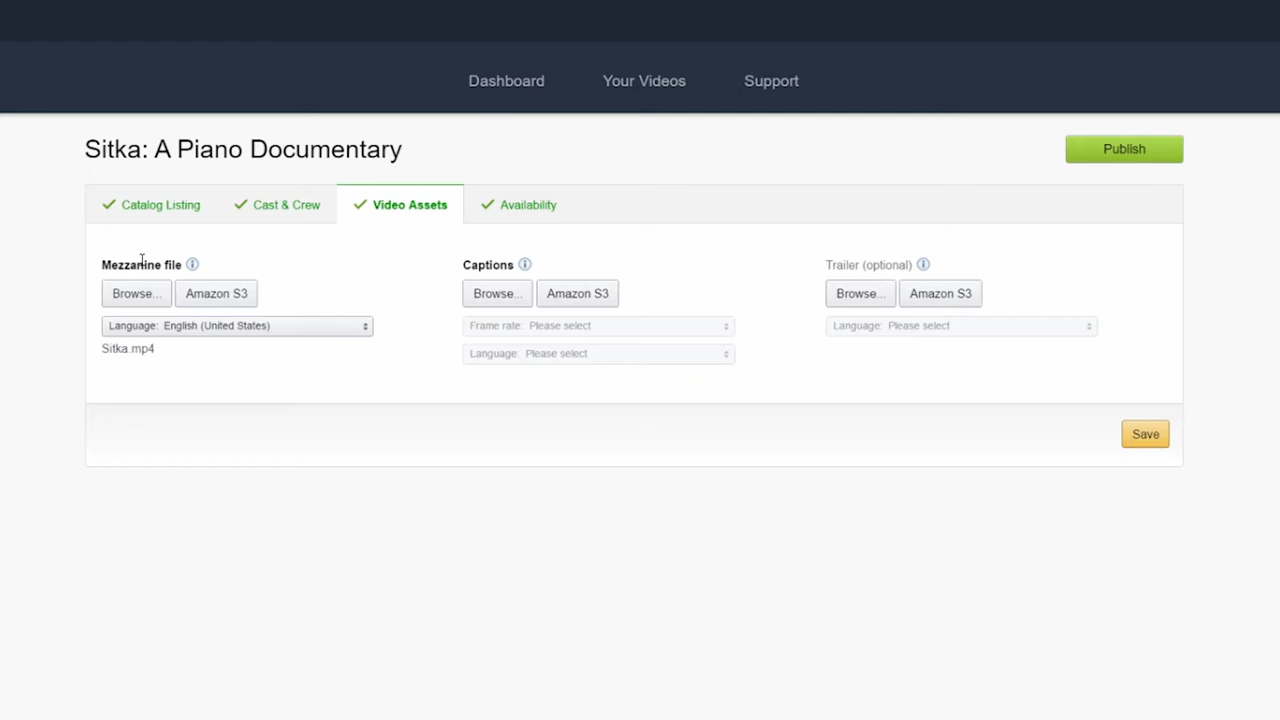 Dashboard Your Videos Support
Sitka: A Piano Documentary
Publish
Catalog Listing Cast & Crew Video Assets Availability
Mezzanine file
Browse... Amazon S3
Language: English (United States)
Sitka.mp4
Captions
Browse... Amazon S3
Frame rate: Please select
Language: Please select
Trailer (optional)
Browse... Amazon S3
Language: Please select
Save